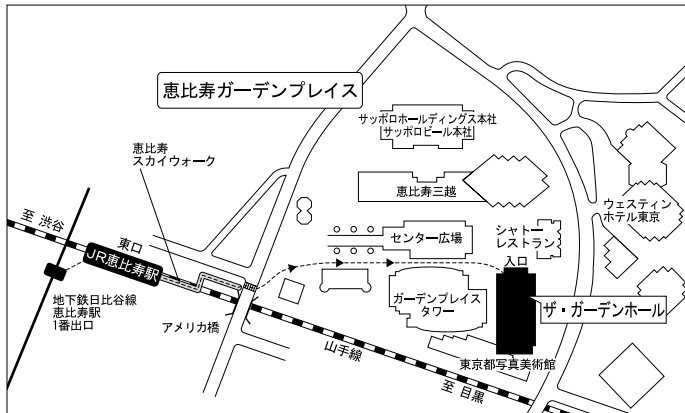 恵比寿ガーデンプレイス
サッポロホールディングス本社
サッポロビール本社
恵比寿
スカイウォーク
恵比寿三越
ウェスティン
ホテル東京
至 渋谷
東口
JR恵比寿駅
センター広場
シャトー
レストラン
入口
地下鉄日比谷線
恵比寿駅
1番出口
アメリカ橋
ガーデンプレイス
タワー
ザ・ガーデンホール
山手線
東京都写真美術館
至 目黒